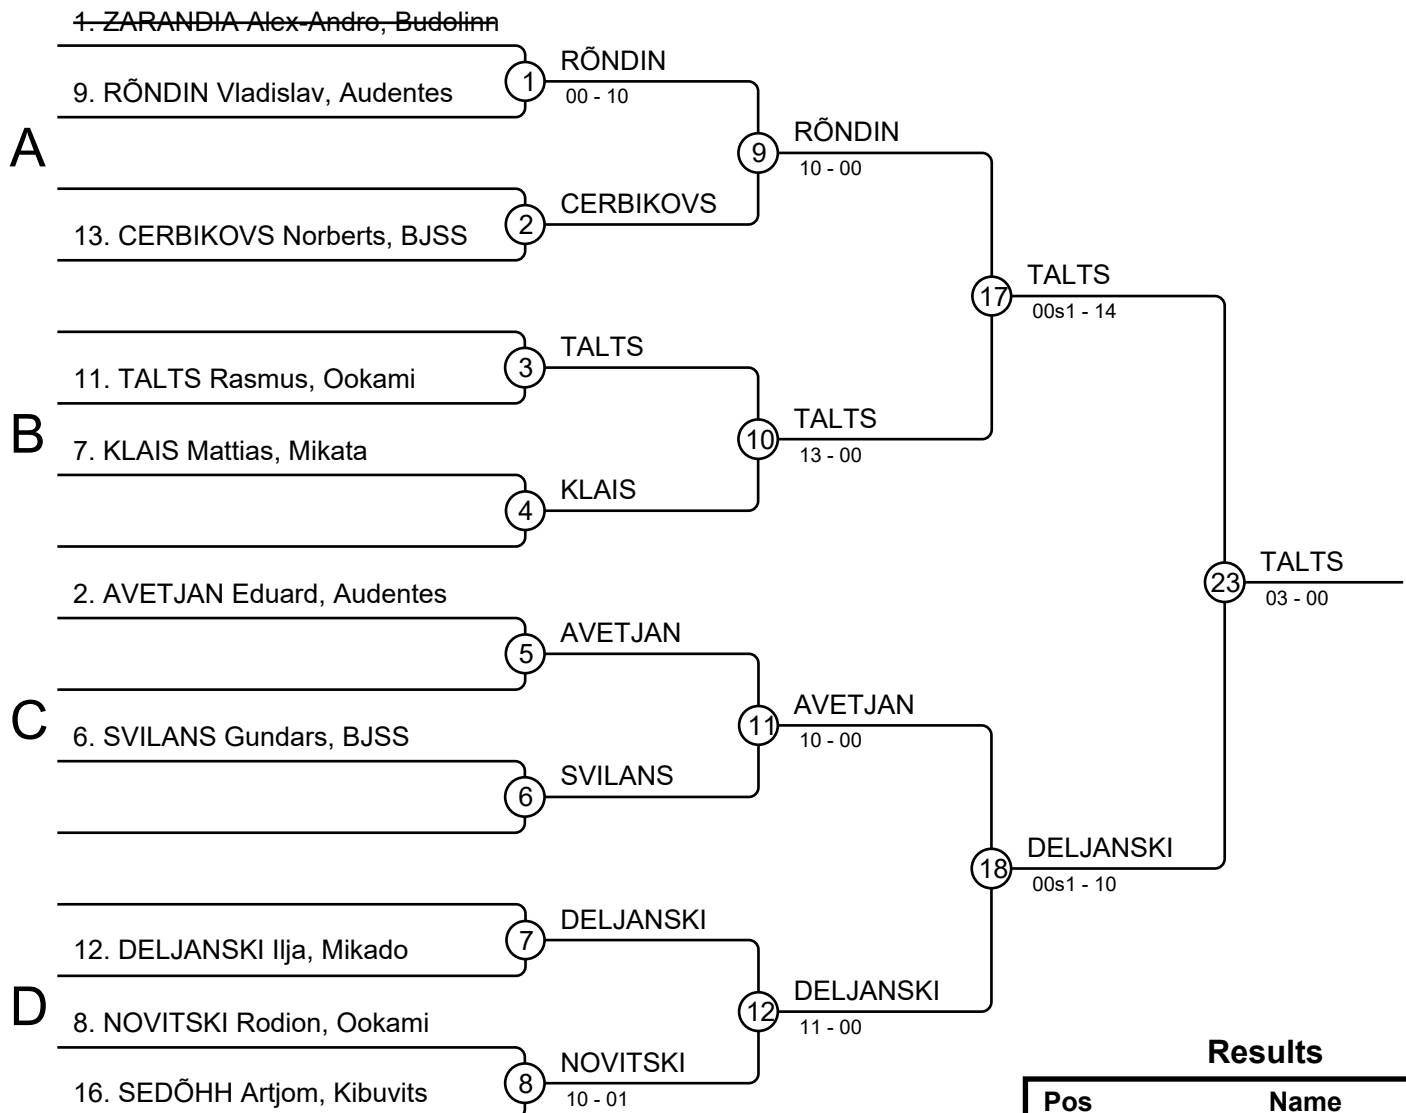 1. ZARANDIA Alex-Andro, Budolinn
RÕNDIN
1
9. RÕNDIN Vladislav, Audentes
00 - 10
A
RÕNDIN
9
10 - 00
CERBIKOVS
2
13. CERBIKOVS Norberts, BJSS
TALTS
17
00s1 - 14
TALTS
3
11. TALTS Rasmus, Ookami
B
TALTS
10
13 - 00
7. KLAIS Mattias, Mikata
KLAIS
4
TALTS
23
03 - 00
2. AVETJAN Eduard, Audentes
AVETJAN
5
C
AVETJAN
11
10 - 00
6. SVILANS Gundars, BJSS
SVILANS
6
DELJANSKI
18
00s1 - 10
DELJANSKI
7
12. DELJANSKI Ilja, Mikado
D
DELJANSKI
12
11 - 00
8. NOVITSKI Rodion, Ookami
NOVITSKI
8
10 - 01
16. SEDÕHH Artjom, Kibuvits
Results
Pos Name